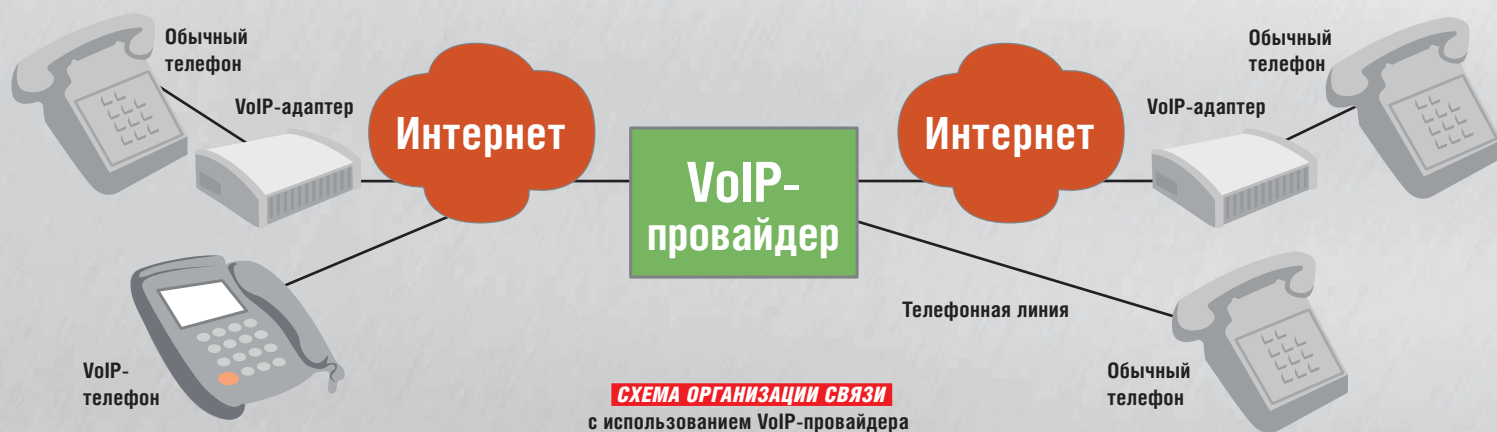 Обычный
телефон
VoIP-адаптер
Интернет
VoIP-
провайдер
Интернет
VoIP-адаптер
Обычный
телефон
VoIP-
телефон
Телефонная линия
Обычный
телефон
СХЕМА ОРГАНИЗАЦИИ СВЯЗИ
с использованием VoIP-провайдера